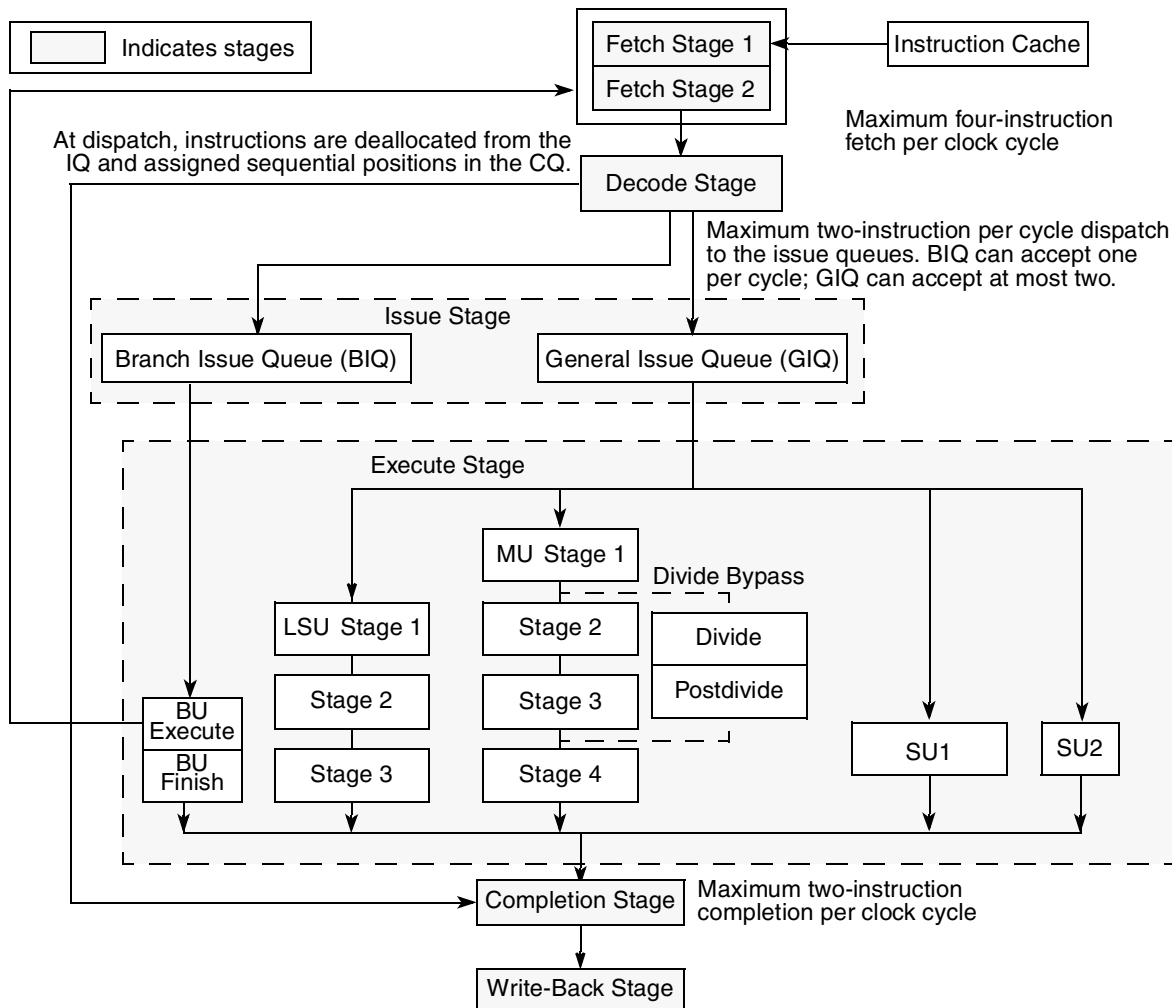 Indicates stages
Fetch Stage 1
Instruction Cache
Fetch Stage 2
Maximum four-instruction
fetch per clock cycle
At dispatch, instructions are deallocated from the
IQ and assigned sequential positions in the CQ.
Decode Stage
Maximum two-instruction per cycle dispatch
to the issue queues. BIQ can accept one
per cycle; GIQ can accept at most two.
Issue Stage
Branch Issue Queue (BIQ)
General Issue Queue (GIQ)
Execute Stage
MU Stage 1
Divide Bypass
LSU Stage 1
Stage 2
Divide
Stage 2
Stage 3
Postdivide
BU
Execute
BU
Finish
Stage 3
Stage 4
SU1
SU2
Completion Stage
Maximum two-instruction
completion per clock cycle
Write-Back Stage